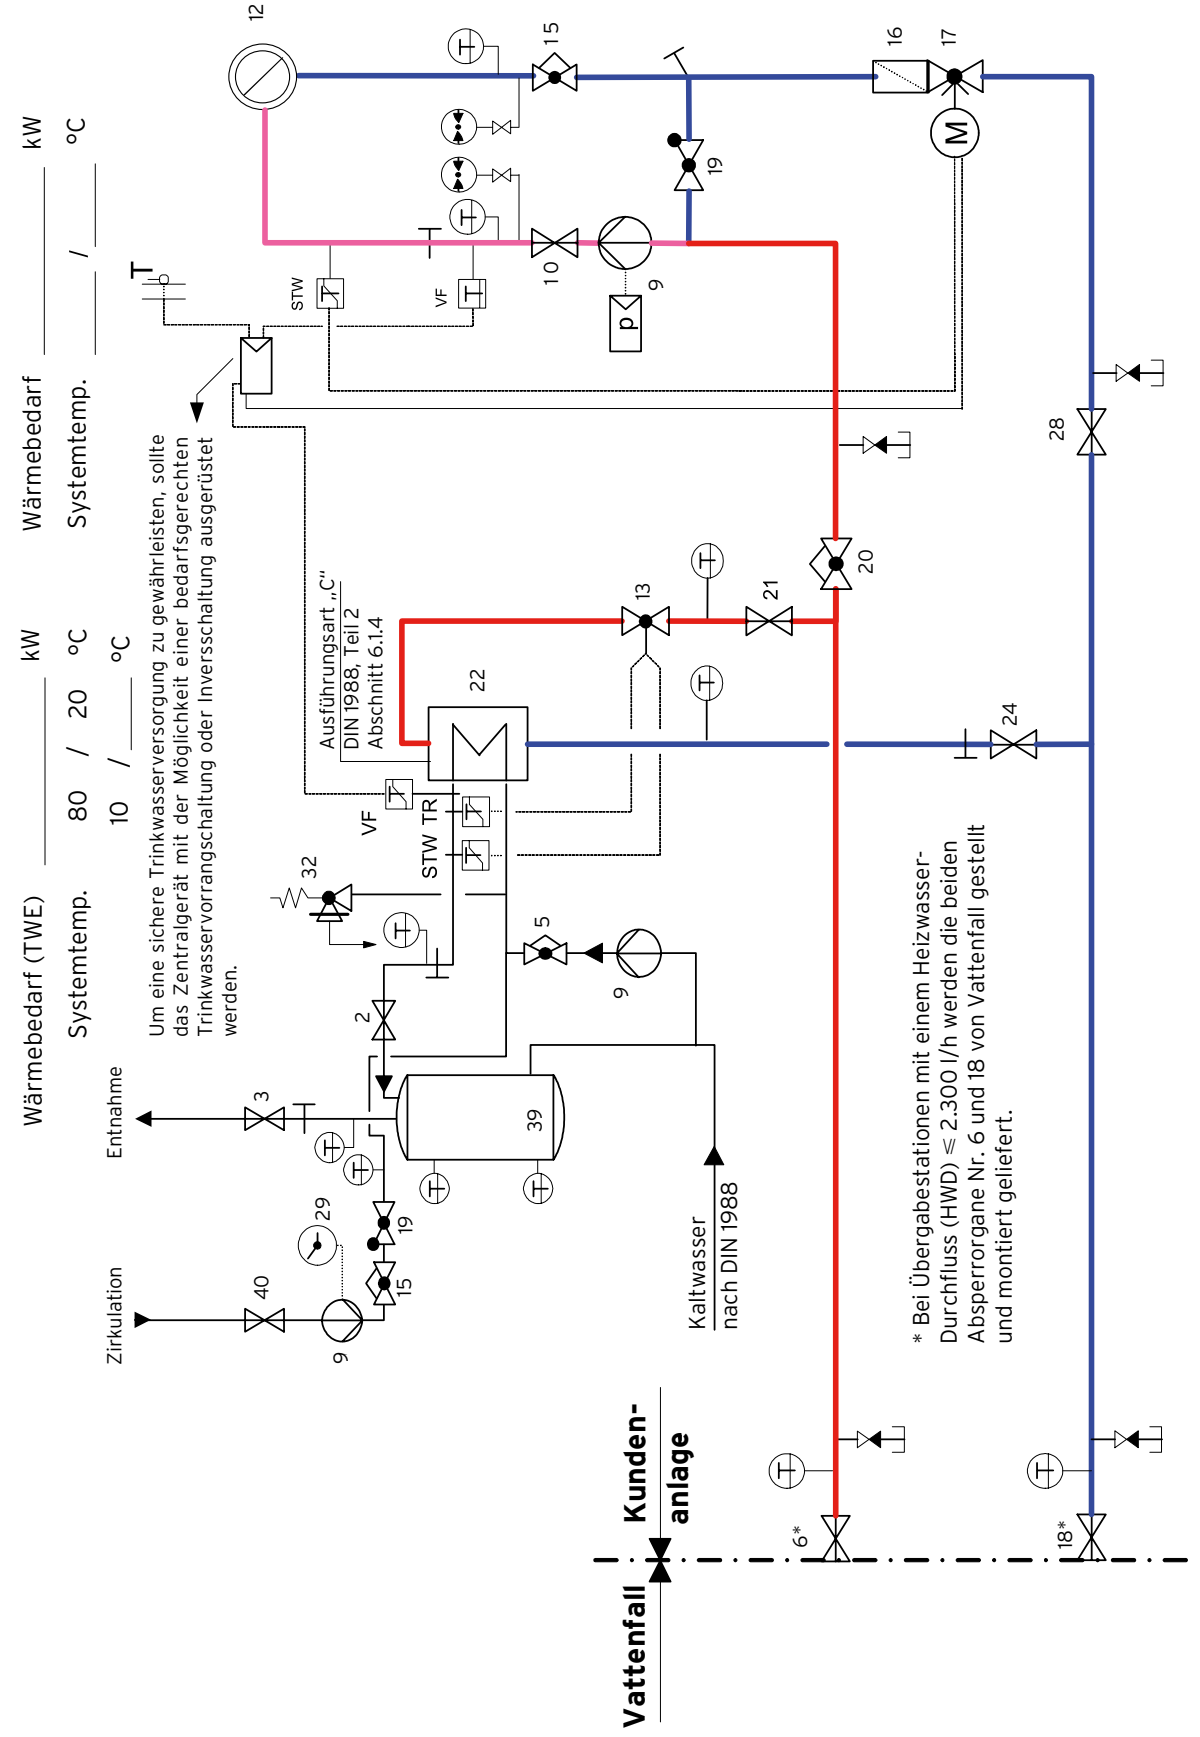 Wärmebedarf (TWE) ________ kW
Systemtemp. 80 / 20 °C
10 / ____ °C
Wärmebedarf ________ kW
Systemtemp. ____ / ____ °C
Um eine sichere Trinkwasserversorgung zu gewährleisten, sollte
das Zentralgerät mit der Möglichkeit einer bedarfsgerechten
Trinkwasservorrangschaltung oder Inversschaltung ausgerüstet
werden.
Zirkulation
Entnahme
40
3
9
29
15
19
2
32
39
T
T
T
T
T
Ausführungsart „C"
DIN 1988, Teil 2
Abschnitt 6.1.4
VF
STW
TR
T
T
T
22
5
9
13
T
T
21
20
24
T
STW
T
VF
T
12
T
T
10
15
9
p
19
16
17
M
28
Kaltwasser
nach DIN 1988
* Bei Übergabestationen mit einem Heizwasser-
Durchfluss (HWD) ≤ 2.300 l/h werden die beiden
Absperrorgane Nr. 6 und 18 von Vattenfall gestellt
und montiert geliefert.
Vattenfall
Kunden-
anlage
6*
T
18*
T